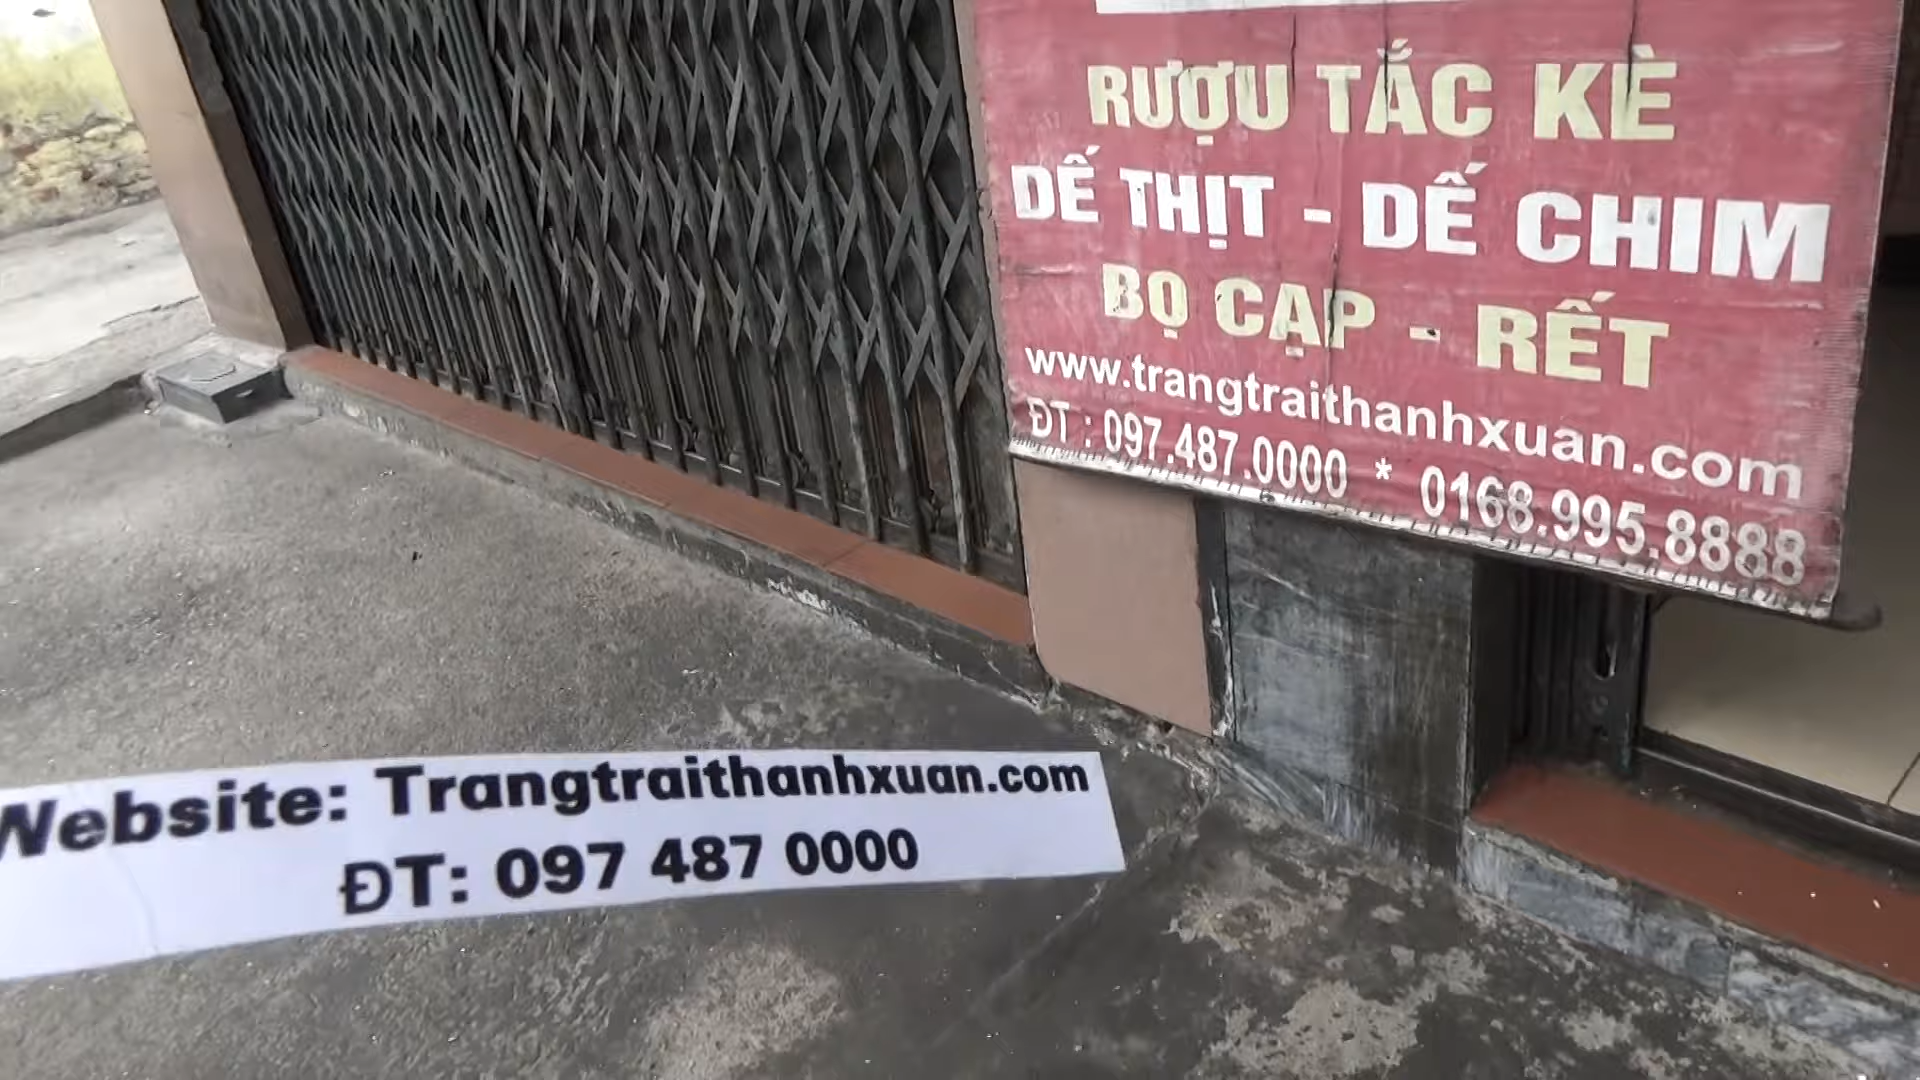 RƯỢU TẮC KÈ
DẾ THỊT - DẾ CHIM
BỌ CẠP - RẾT
www.trangtraithanhxuan.com
ĐT : 097.487.0000 * 0168.995.8888
Website: Trangtraithanhxuan.com
ĐT: 097 487 0000